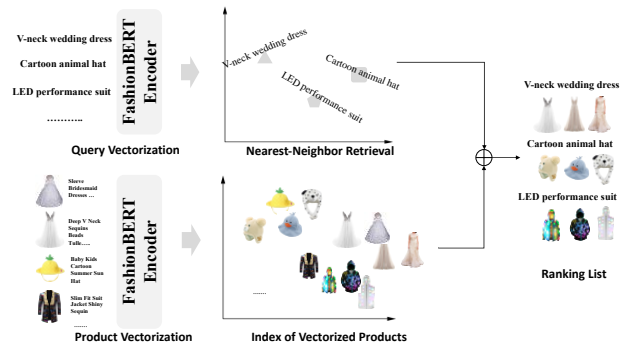 V-neck wedding dress
Cartoon animal hat
LED performance suit
………..
FashionBERT
Encoder
Query Vectorization
V-neck wedding dress
Cartoon animal hat
LED performance suit
Nearest-Neighbor Retrieval
Sleeve
Bridesmaid
Dresses …
Deep V Neck
Sequins
Beads
Tulle…..
Baby Kids
Cartoon
Summer Sun
Hat
Slim Fit Suit
Jacket Shiny
Sequin
……
FashionBERT
Encoder
Product Vectorization
……
Index of Vectorized Products
V-neck wedding dress
Cartoon animal hat
LED performance suit
Ranking List